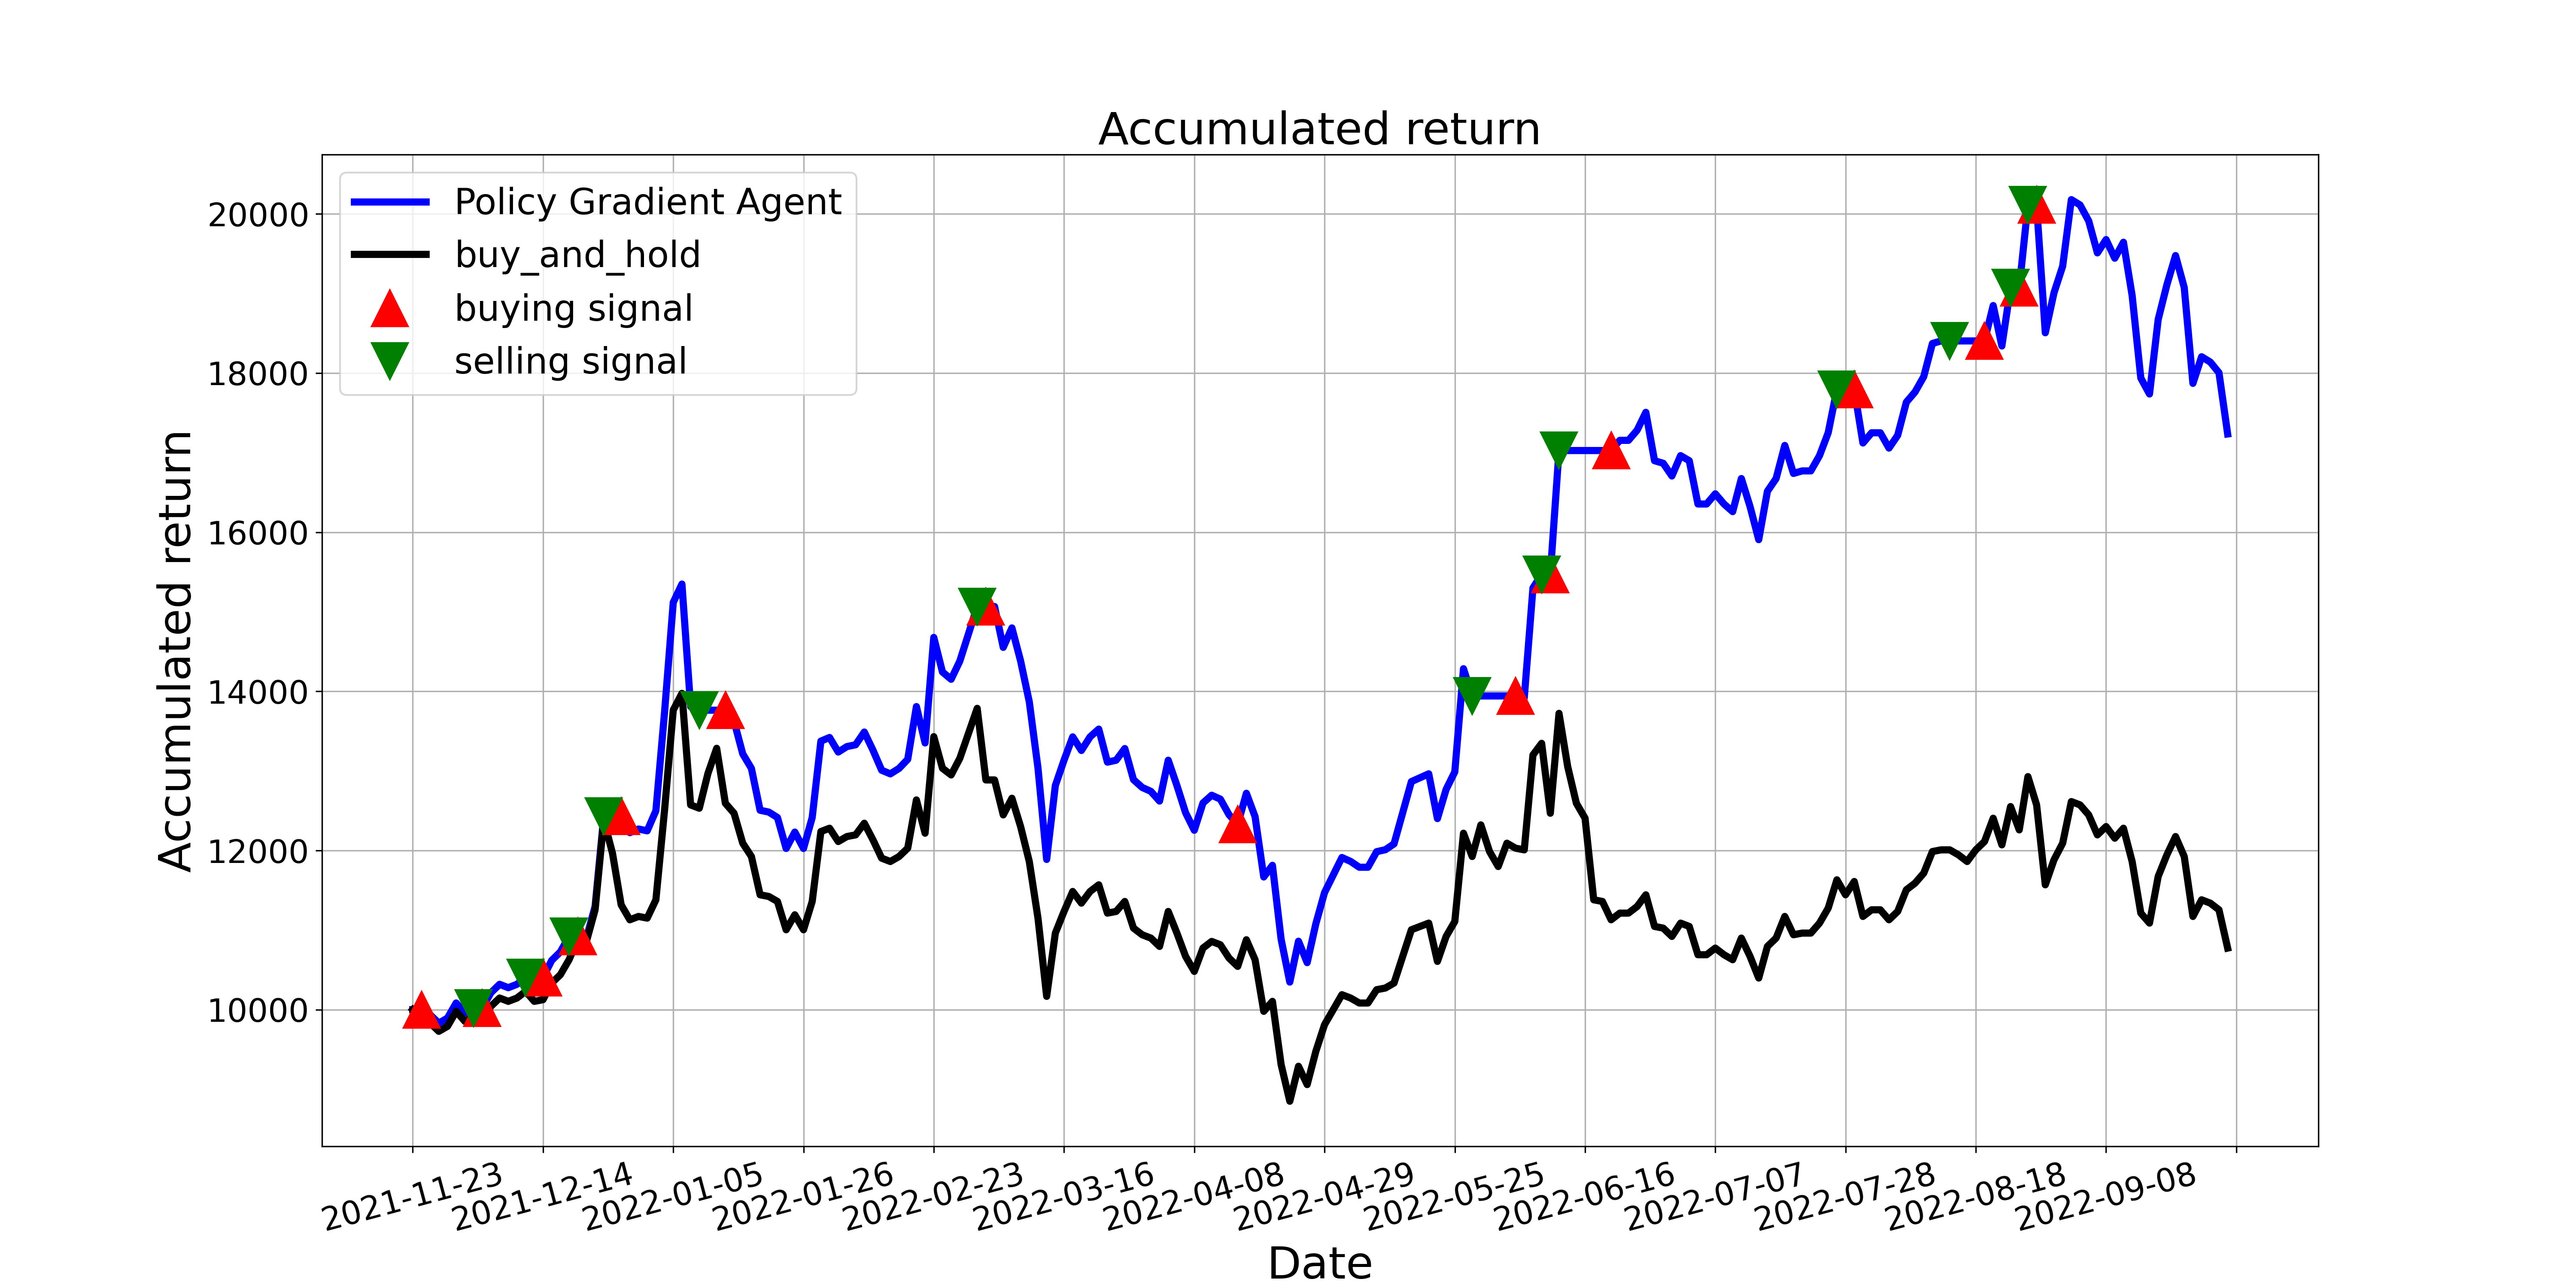 Accumulated return
Policy Gradient Agent
buy_and_hold
buying signal
selling signal
Accumulated return
20000
18000
16000
14000
12000
10000
2021-11-23
2021-12-14
2022-01-05
2022-01-26
2022-02-23
2022-03-16
2022-04-08
2022-04-29
2022-05-25
2022-06-16
2022-07-07
2022-07-28
2022-08-18
2022-09-08
Date